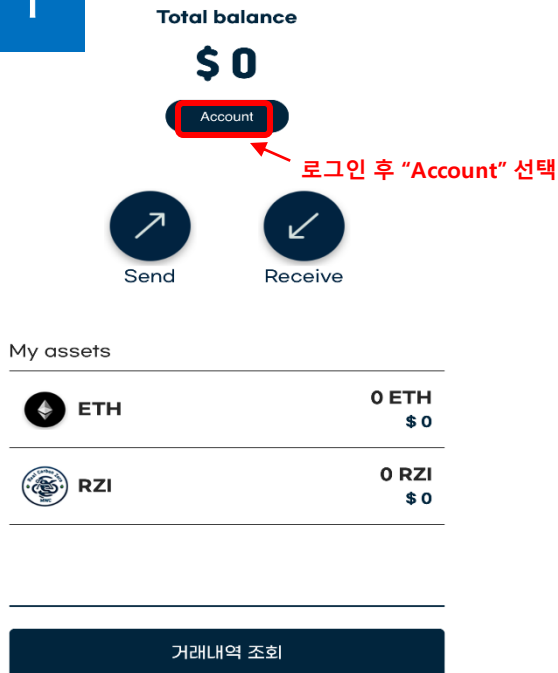 1
Total balance
$ 0
Account
로그인 후 “Account” 선택
Send
Receive
My assets
ETH
0 ETH
$ 0
RZI
0 RZI
$ 0
거래내역 조회